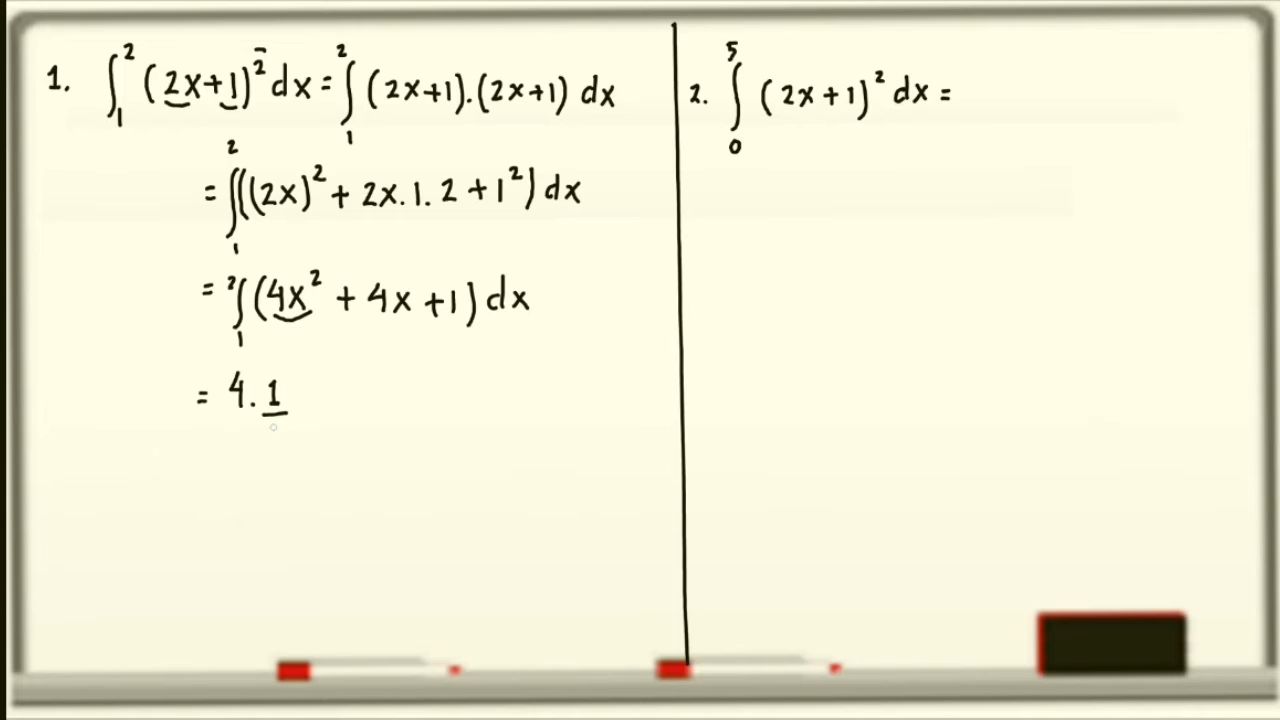 1. ∫₁² (2x+1)² dx = ∫₁² (2x+1).(2x+1) dx
= ∫₁² ((2x)² + 2x.1.2 + 1²) dx
= ∫₁² (4x² + 4x + 1) dx
= 4. 1
2. ∫₀⁵ (2x+1)² dx =